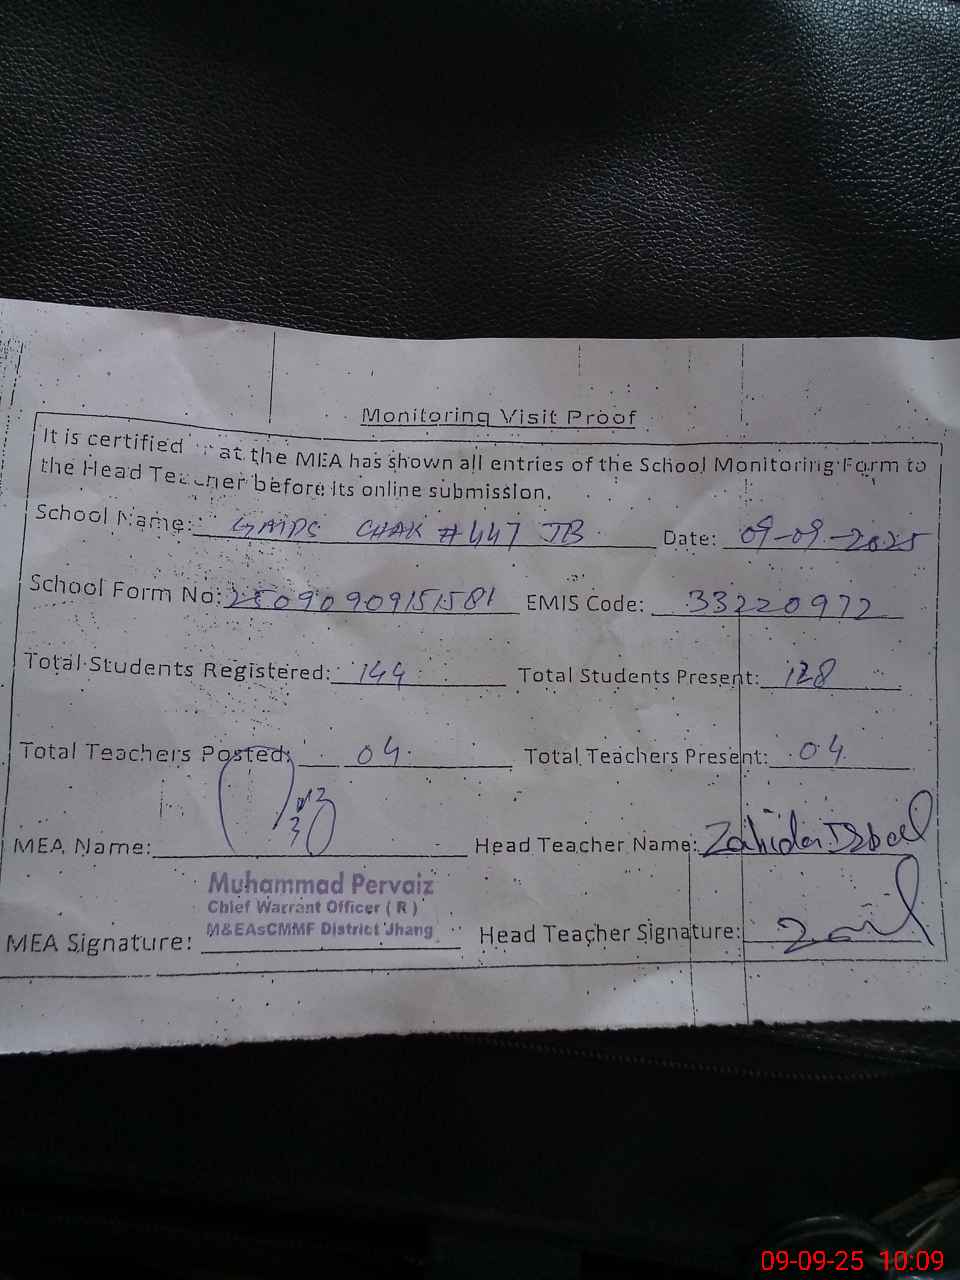 Monitoring Visit Proof
It is certified at the MEA has shown all entries of the School Monitoring Form to
the Head Teacher before its online submission.
School Name: CHAK # 447 JB Date: 09-09-2025
School Form No: 25090909151581 EMIS Code: 33220972
Total Students Registered: 144 Total Students Present: 128
Total Teachers Posted: 04 Total Teachers Present: 04
MEA Name: Head Teacher Name: Zahida
Muhammad Pervaiz
Chief Warrant Officer ( R )
M&EAsCMMF District Jhang
MEA Signature: Head Teacher Signature:
09-09-25 10:09